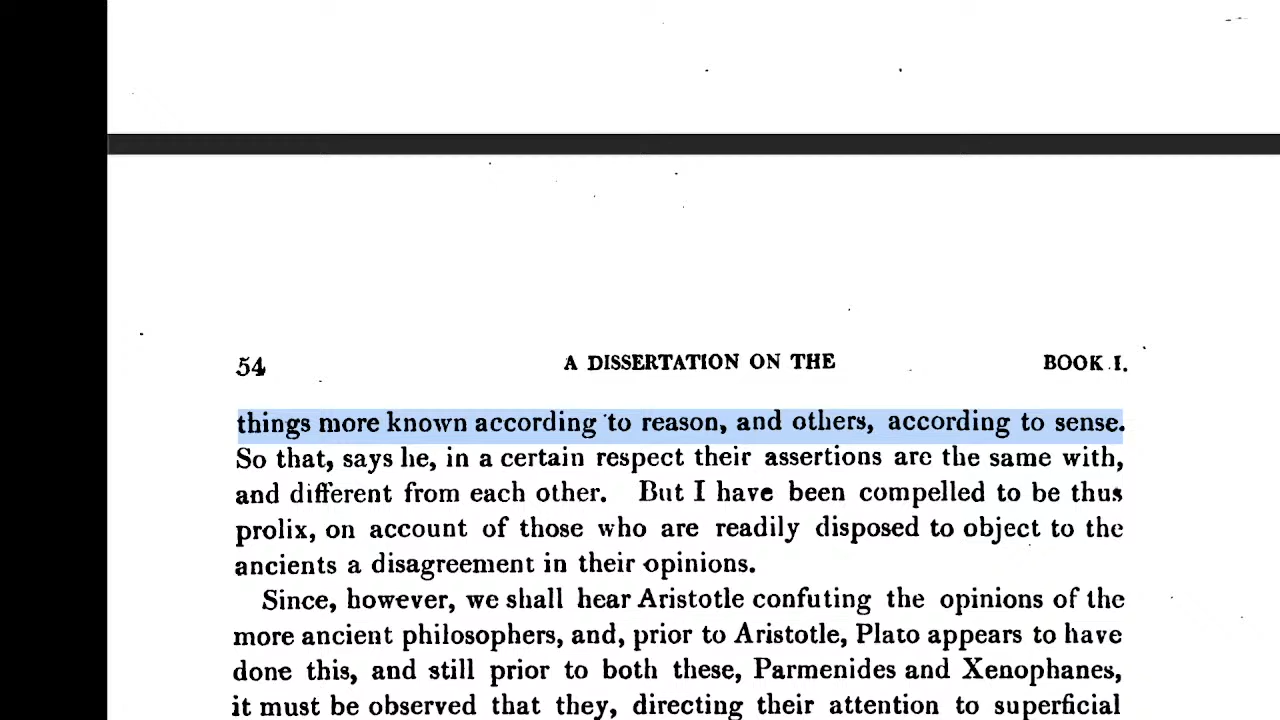 54 A DISSERTATION ON THE BOOK I.
things more known according to reason, and others, according to sense.
So that, says he, in a certain respect their assertions are the same with,
and different from each other. But I have been compelled to be thus
prolix, on account of those who are readily disposed to object to the
ancients a disagreement in their opinions.
Since, however, we shall hear Aristotle confuting the opinions of the
more ancient philosophers, and, prior to Aristotle, Plato appears to have
done this, and still prior to both these, Parmenides and Xenophanes,
it must be observed that they, directing their attention to superficial